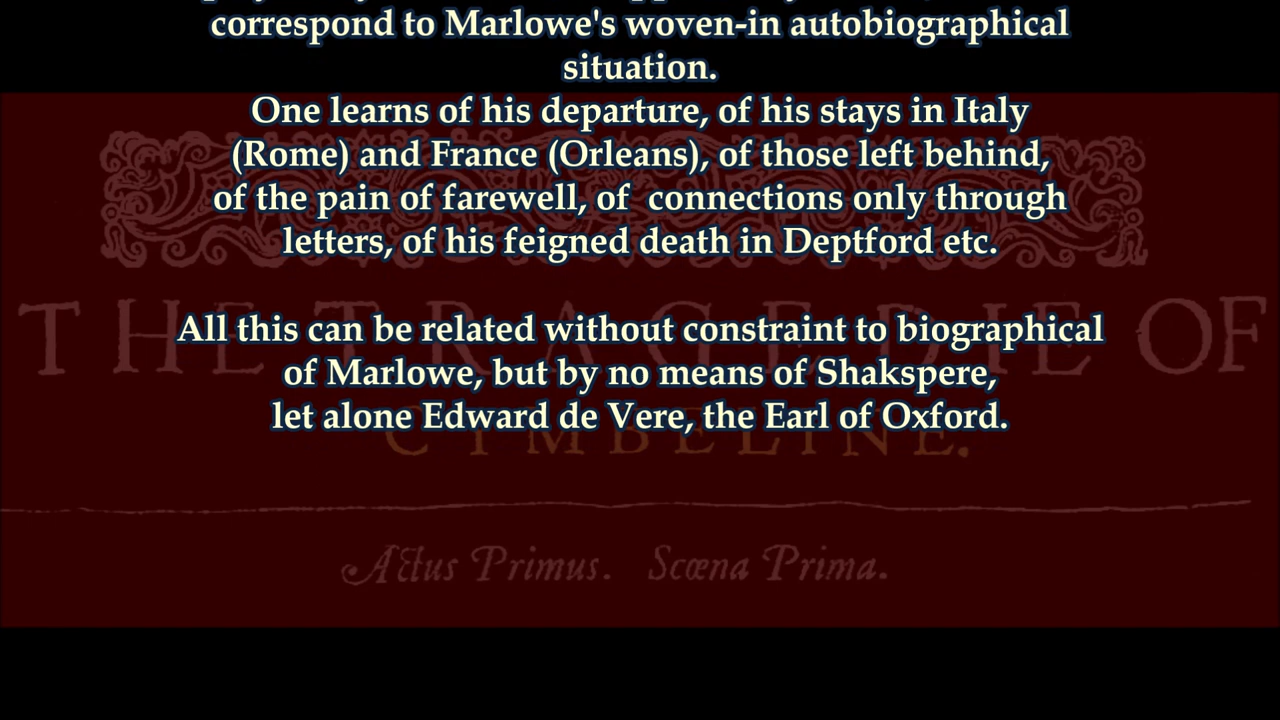 correspond to Marlowe's woven-in autobiographical
situation.
One learns of his departure, of his stays in Italy
(Rome) and France (Orleans), of those left behind,
of the pain of farewell, of  connections only through
letters, of his feigned death in Deptford etc.
THE TRAGEDIE OF
All this can be related without constraint to biographical
of Marlowe, but by no means of Shakspere,
let alone Edward de Vere, the Earl of Oxford.
CYMBELINE.
Actus Primus. Scœna Prima.